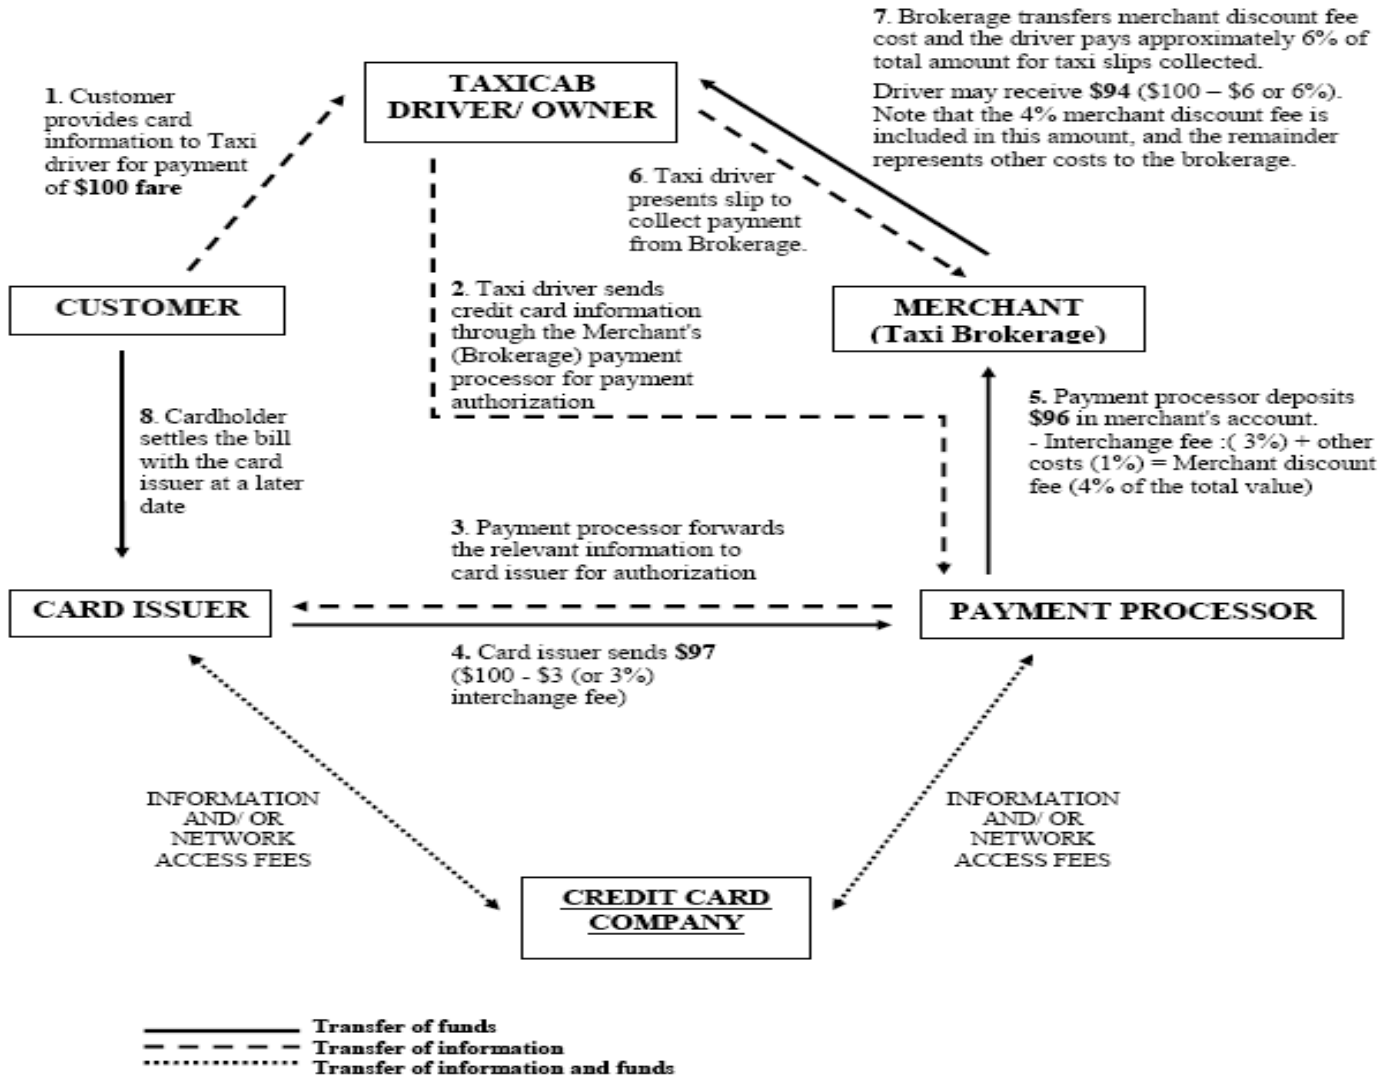 7. Brokerage transfers merchant discount fee
cost and the driver pays approximately 6% of
total amount for taxi slips collected.
Driver may receive $94 ($100 – $6 or 6%).
Note that the 4% merchant discount fee is
included in this amount, and the remainder
represents other costs to the brokerage.
TAXICAB
DRIVER/ OWNER
1. Customer
provides card
information to Taxi
driver for payment
of $100 fare
6. Taxi driver
presents slip to
collect payment
from Brokerage.
CUSTOMER
2. Taxi driver sends
credit card information
through the Merchant's
(Brokerage) payment
processor for payment
authorization
MERCHANT
(Taxi Brokerage)
8. Cardholder
settles the bill
with the card
issuer at a later
date
5. Payment processor deposits
$96 in merchant's account.
- Interchange fee :( 3%) + other
costs (1%) = Merchant discount
fee (4% of the total value)
3. Payment processor forwards
the relevant information to
card issuer for authorization
CARD ISSUER
PAYMENT PROCESSOR
4. Card issuer sends $97
($100 - $3 (or 3%)
interchange fee)
INFORMATION
AND/ OR
NETWORK
ACCESS FEES
INFORMATION
AND/ OR
NETWORK
ACCESS FEES
CREDIT CARD
COMPANY
Transfer of funds
Transfer of information
Transfer of information and funds